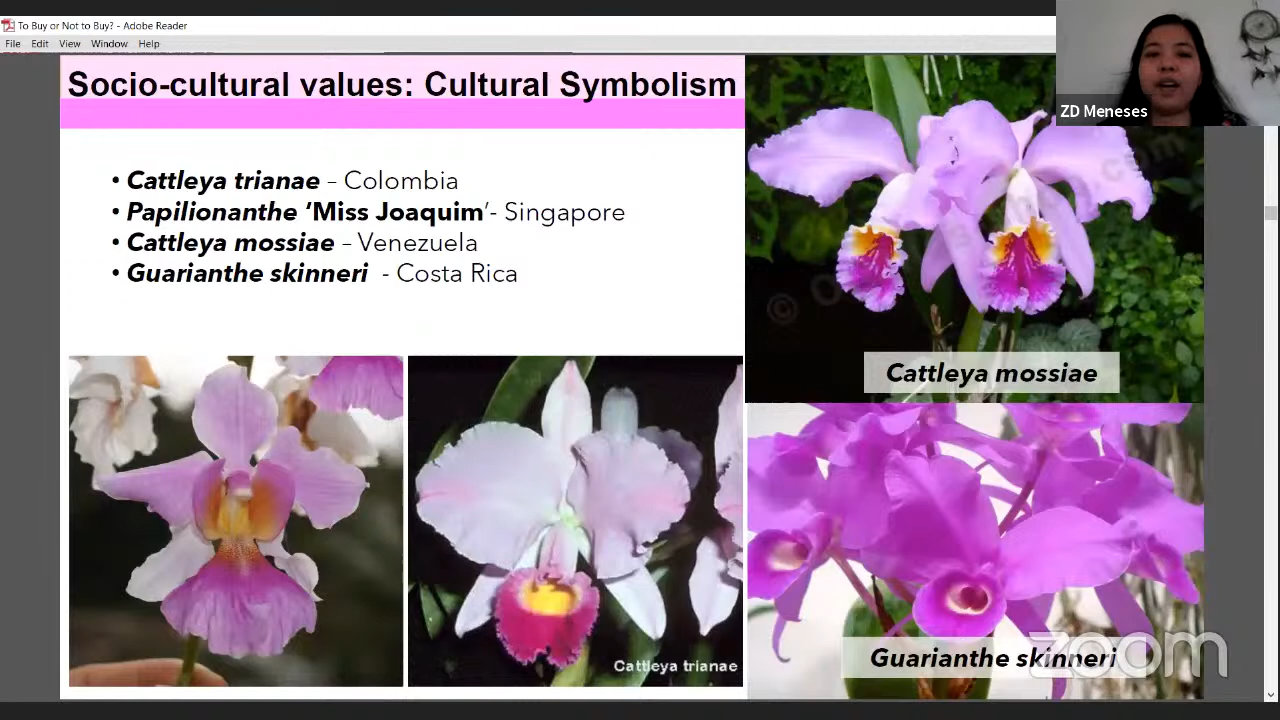 To Buy or Not to Buy? - Adobe Reader
File Edit View Window Help
Socio-cultural values: Cultural Symbolism
• Cattleya trianae – Colombia
• Papilionanthe ‘Miss Joaquim’- Singapore
• Cattleya mossiae – Venezuela
• Guarianthe skinneri - Costa Rica
ZD Meneses
Cattleya mossiae
Cattleya trianae
Guarianthe skinneri
zoom